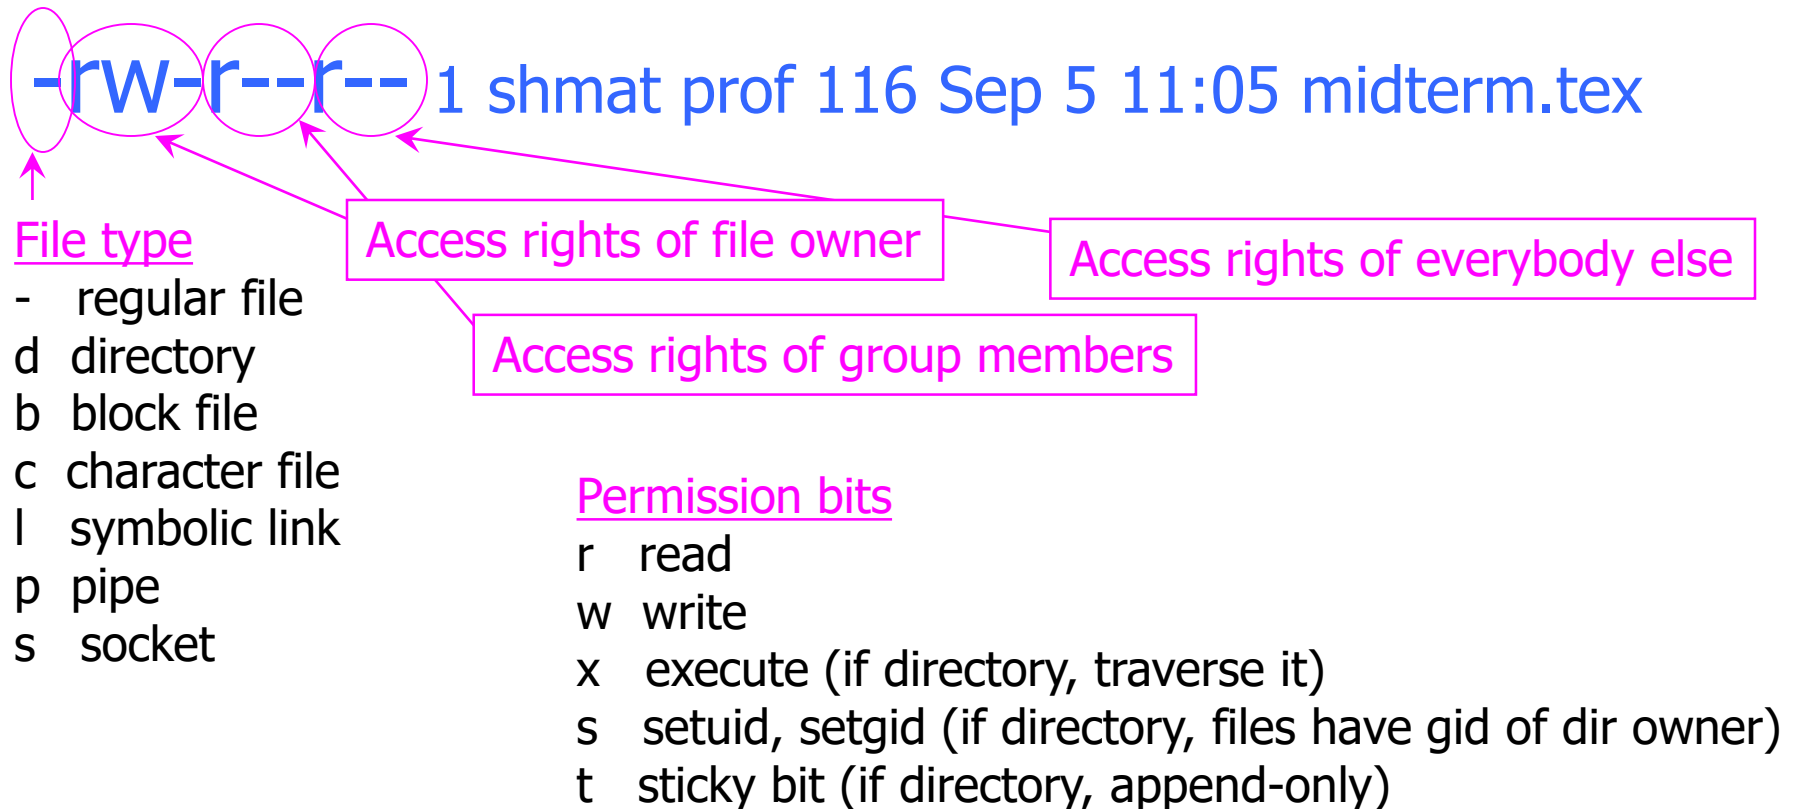 -rw-r--r-- 1 shmat prof 116 Sep 5 11:05 midterm.tex
File type
- regular file
d directory
b block file
c character file
l symbolic link
p pipe
s socket
Access rights of file owner
Access rights of everybody else
Access rights of group members
Permission bits
r read
w write
x execute (if directory, traverse it)
s setuid, setgid (if directory, files have gid of dir owner)
t sticky bit (if directory, append-only)